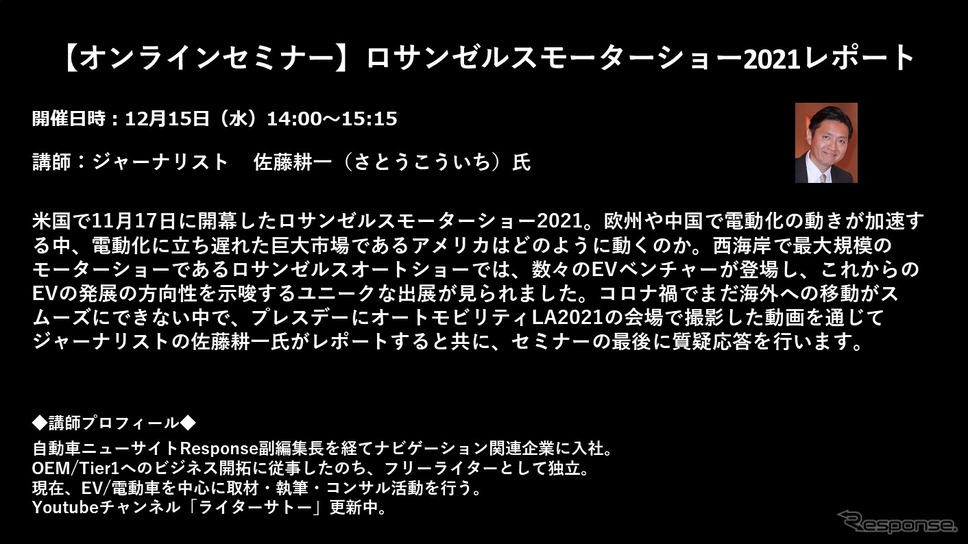 【オンラインセミナー】ロサンゼルスモーターショー2021レポート
開催日時：12月15日（水）14:00～15:15
講師：ジャーナリスト　佐藤耕一（さとうこういち）氏
米国で11月17日に開幕したロサンゼルスモーターショー2021。欧州や中国で電動化の動きが加速す
る中、電動化に立ち遅れた巨大市場であるアメリカはどのように動くのか。西海岸で最大規模の
モーターショーであるロサンゼルスオートショーでは、数々のEVベンチャーが登場し、これからの
EVの発展の方向性を示唆するユニークな出展が見られました。コロナ禍でまだ海外への移動がス
ムーズにできない中で、プレスデーにオートモビリティLA2021の会場で撮影した動画を通じて
ジャーナリストの佐藤耕一氏がレポートすると共に、セミナーの最後に質疑応答を行います。
◆講師プロフィール◆
自動車ニューサイトResponse副編集長を経てナビゲーション関連企業に入社。
OEM/Tier1へのビジネス開拓に従事したのち、フリーライターとして独立。
現在、EV/電動車を中心に取材・執筆・コンサル活動を行う。
Youtubeチャンネル「ライターサトー」更新中。
Response.